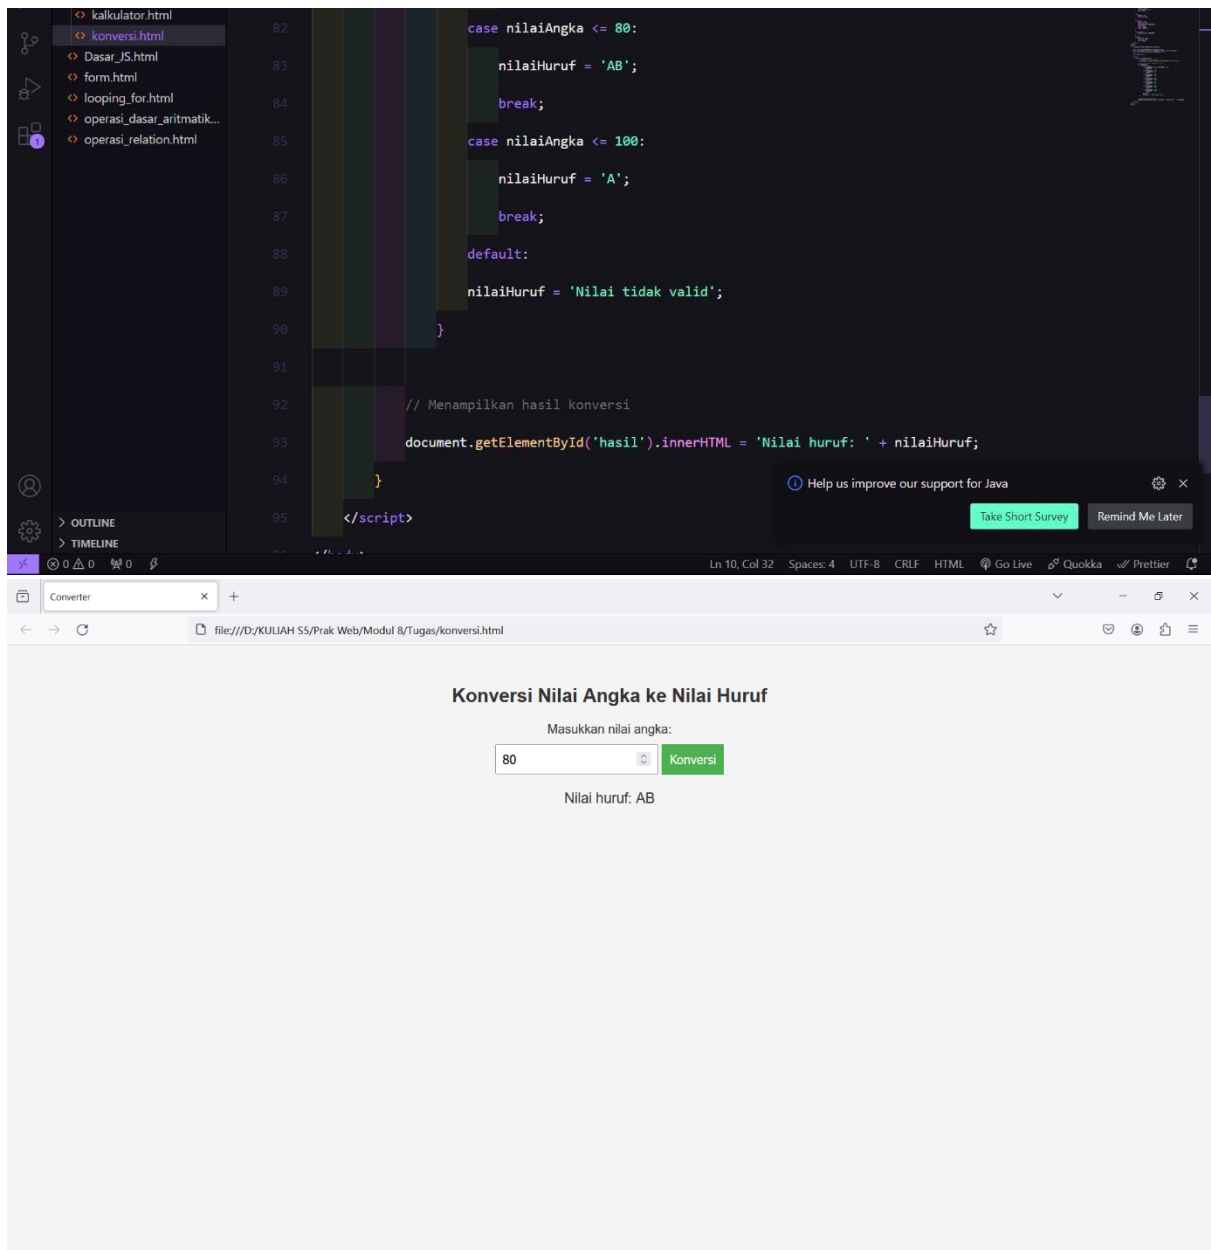 kalkulator.html
konversi.html
Dasar_JS.html
form.html
looping_for.html
operasi_dasar_aritmatik...
operasi_relation.html
1
OUTLINE
TIMELINE
82 case nilaiAngka <= 80:
83 nilaiHuruf = 'AB';
84 break;
85 case nilaiAngka <= 100:
86 nilaiHuruf = 'A';
87 break;
88 default:
89 nilaiHuruf = 'Nilai tidak valid';
90 }
91
92 // Menampilkan hasil konversi
93 document.getElementById('hasil').innerHTML = 'Nilai huruf: ' + nilaiHuruf;
94 }
95 </script>
Help us improve our support for Java
Take Short Survey Remind Me Later
0 0 0 Ln 10, Col 32 Spaces: 4 UTF-8 CRLF HTML Go Live Quokka Prettier
Converter
file:///D:/KULIAH S5/Prak Web/Modul 8/Tugas/konversi.html
Konversi Nilai Angka ke Nilai Huruf
Masukkan nilai angka:
80 Konversi
Nilai huruf: AB